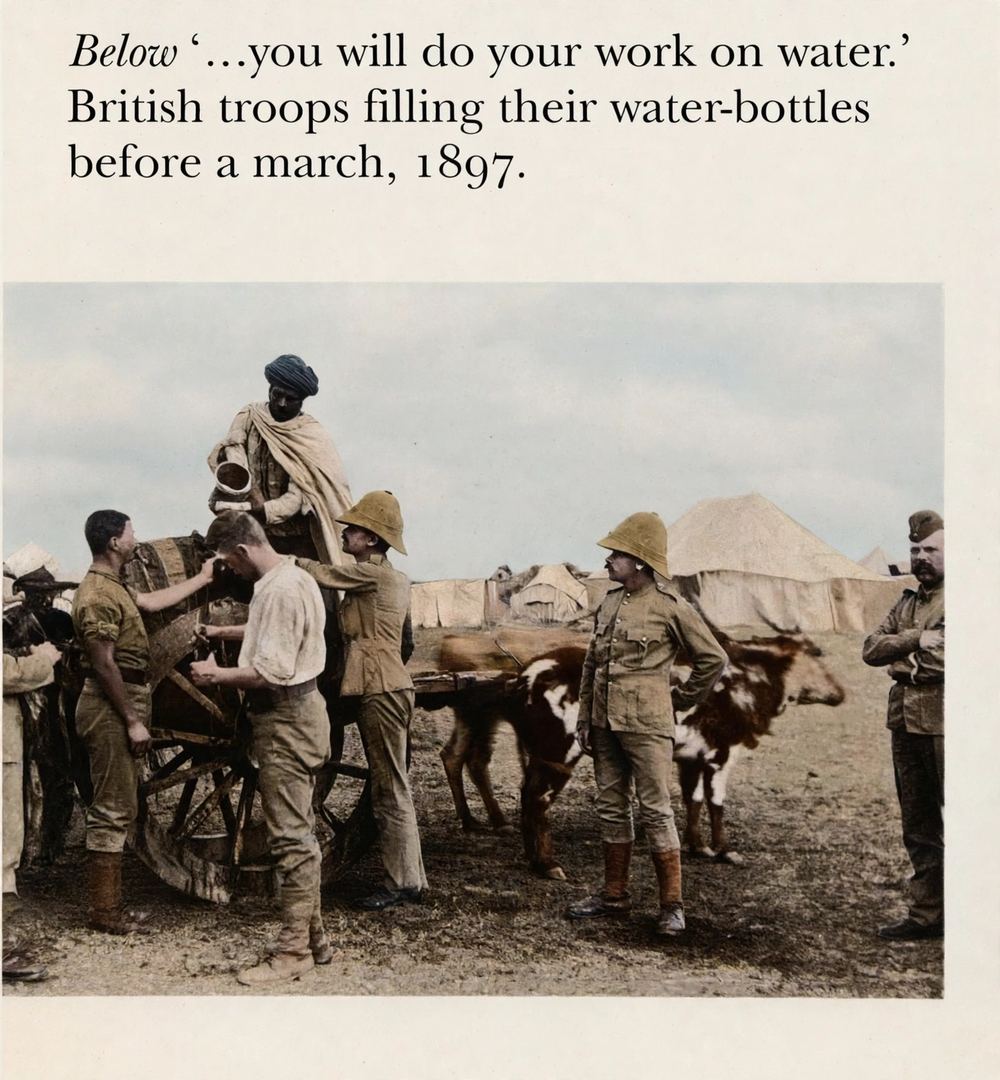 Below ‘…you will do your work on water.’
British troops filling their water-bottles
before a march, 1897.